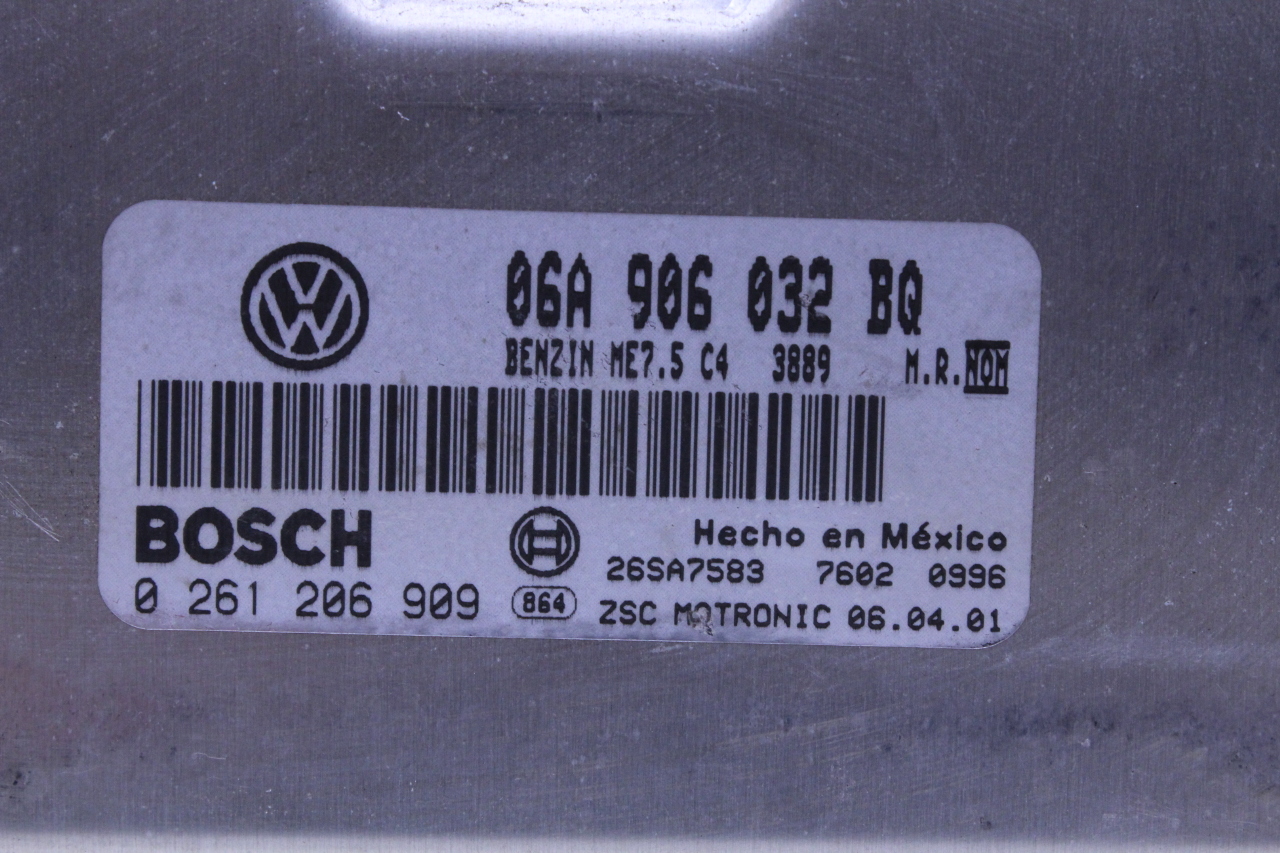 06A 906 032 BQ
BENZIN ME7.5 C4 3889 M.R.NOM
BOSCH
Hecho en México
26SA7583 7602 0996
0 261 206 909
864
ZSC MOTRONIC 06.04.01